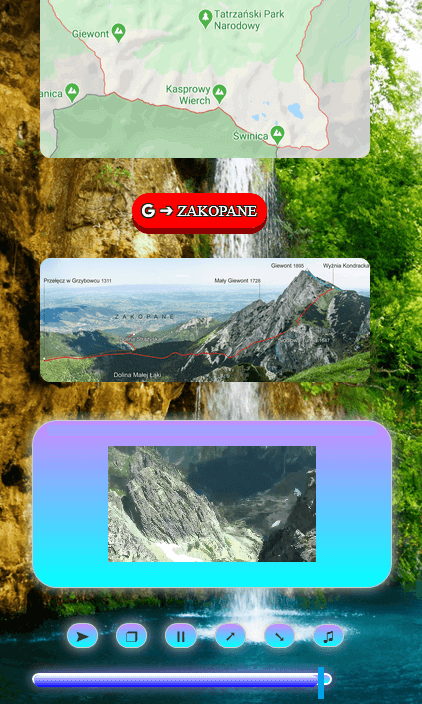 Tatrzański Park
Narodowy
Giewont
anica
Kasprowy
Wierch
Świnica
G ➔ ZAKOPANE
Giewont 1895
Wyżnia Kondracka
Przełęcz w Grzybowcu 1311
Mały Giewont 1728
ZAKOPANE
Dolina Małej Łąki